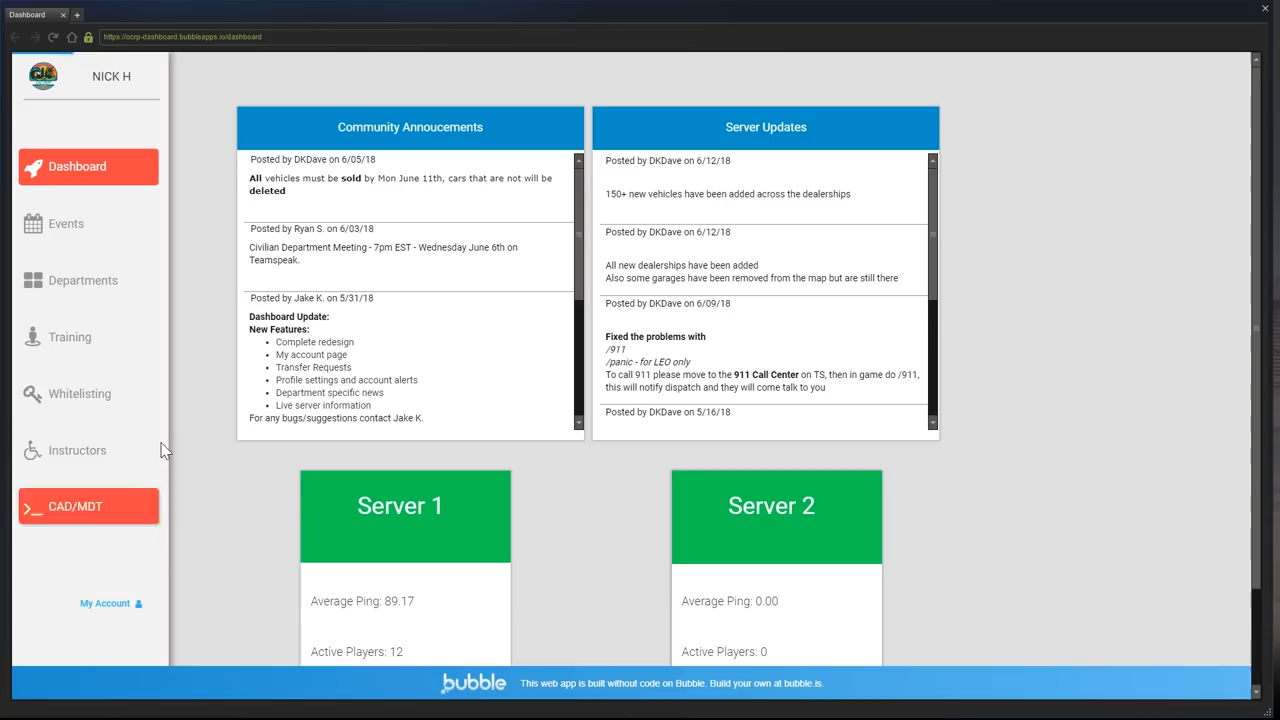 Dashboard
https://ocrp-dashboard.bubbleapps.io/dashboard
NICK H
Dashboard
Events
Departments
Training
Whitelisting
Instructors
CAD/MDT
My Account
Community Annoucements
Posted by DKDave on 6/05/18
All vehicles must be sold by Mon June 11th, cars that are not will be
deleted
Posted by Ryan S. on 6/03/18
Civilian Department Meeting - 7pm EST - Wednesday June 6th on
Teamspeak.
Posted by Jake K. on 5/31/18
Dashboard Update:
New Features:
• Complete redesign
• My account page
• Transfer Requests
• Profile settings and account alerts
• Department specific news
• Live server information
For any bugs/suggestions contact Jake K.
Server Updates
Posted by DKDave on 6/12/18
150+ new vehicles have been added across the dealerships
Posted by DKDave on 6/12/18
All new dealerships have been added
Also some garages have been removed from the map but are still there
Posted by DKDave on 6/09/18
Fixed the problems with
/911
/panic - for LEO only
To call 911 please move to the 911 Call Center on TS, then in game do /911,
this will notify dispatch and they will come talk to you
Posted by DKDave on 5/16/18
Server 1
Average Ping: 89.17
Active Players: 12
Server 2
Average Ping: 0.00
Active Players: 0
bubble
This web app is built without code on Bubble. Build your own at bubble.is.